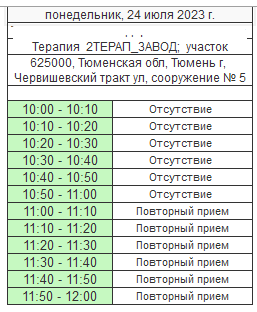 понедельник, 24 июля 2023 г.
Терапия 2ТЕРАП_ЗАВОД; участок
625000, Тюменская обл, Тюмень г,
Червишевский тракт ул, сооружение № 5
10:00 - 10:10 Отсутствие
10:10 - 10:20 Отсутствие
10:20 - 10:30 Отсутствие
10:30 - 10:40 Отсутствие
10:40 - 10:50 Отсутствие
10:50 - 11:00 Отсутствие
11:00 - 11:10 Повторный прием
11:10 - 11:20 Повторный прием
11:20 - 11:30 Повторный прием
11:30 - 11:40 Повторный прием
11:40 - 11:50 Повторный прием
11:50 - 12:00 Повторный прием